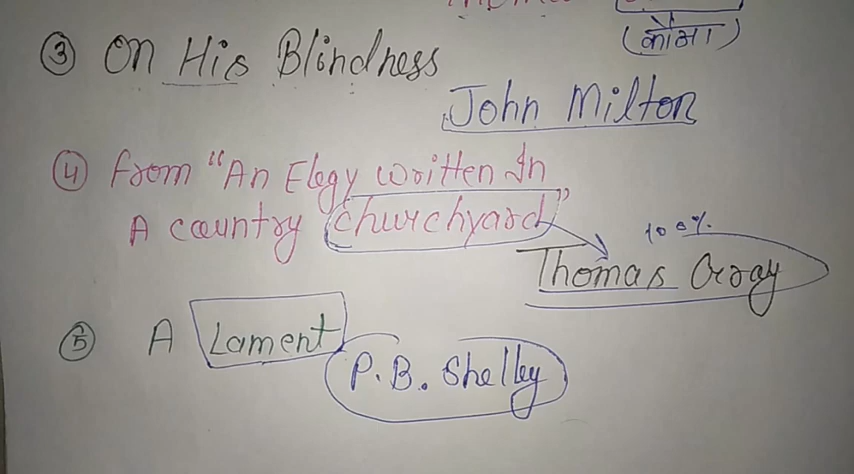 (कौमा)
③ On His Blindness
John Milton
④ From "An Elegy Written In
A country Churchyard"
100%
Thomas Gray
⑤ A Lament
P. B. Shelley